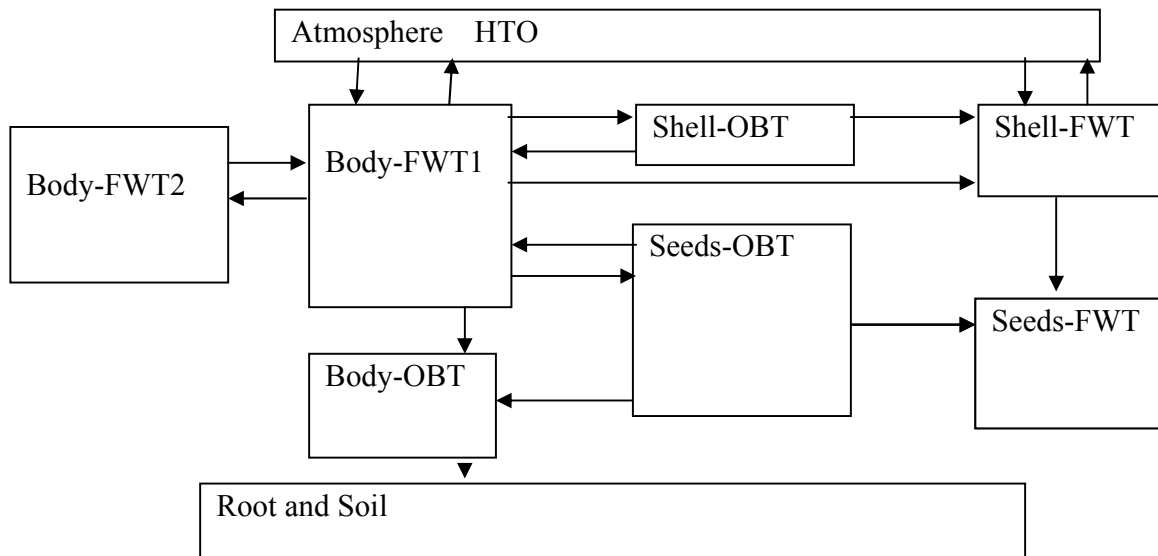 Atmosphere HTO
Shell-OBT
Shell-FWT
Body-FWT1
Body-FWT2
Seeds-OBT
Seeds-FWT
Body-OBT
Root and Soil